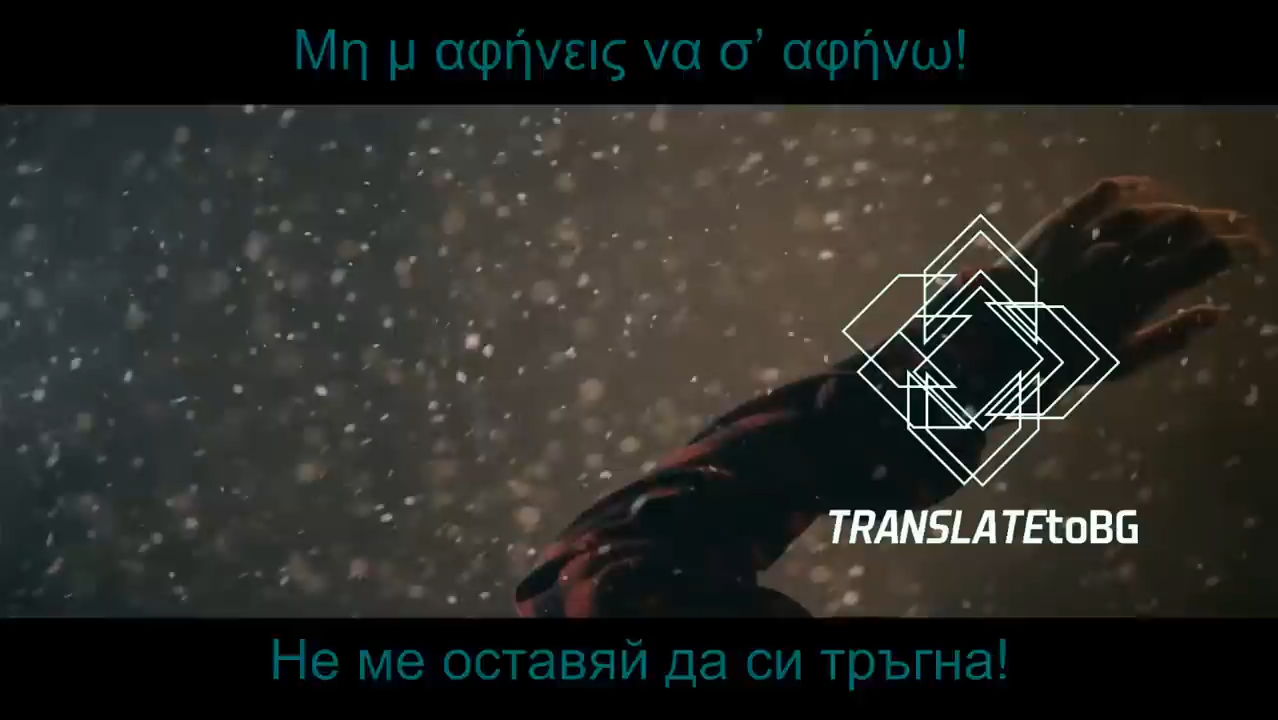 Μη μ αφήνεις να σ’ αφήνω!
TRANSLATEtoBG
Не ме оставяй да си тръгна!